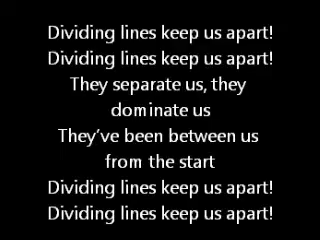 Dividing lines keep us apart!
Dividing lines keep us apart!
They separate us, they
dominate us
They’ve been between us
from the start
Dividing lines keep us apart!
Dividing lines keep us apart!